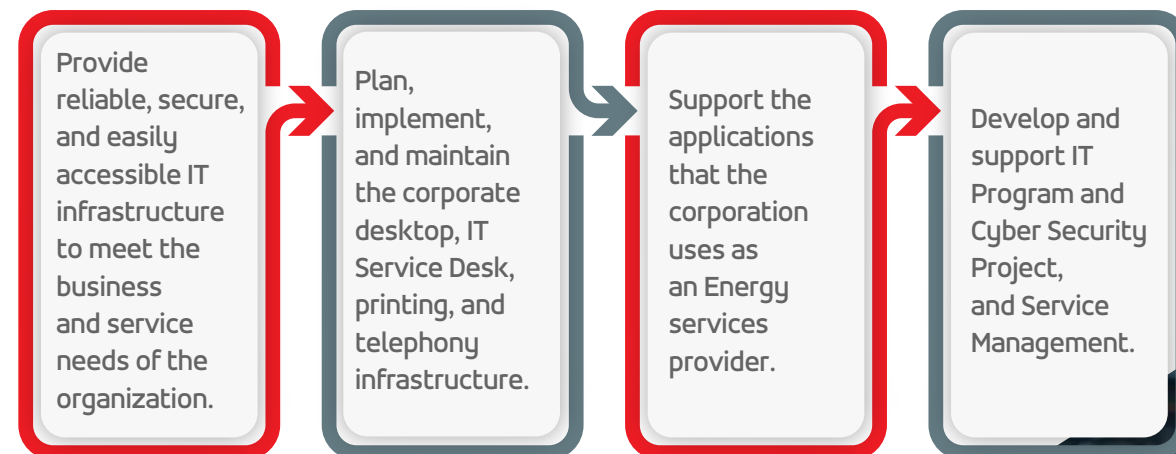 Provide
reliable, secure,
and easily
accessible IT
infrastructure
to meet the
business
and service
needs of the
organization.
Plan,
implement,
and maintain
the corporate
desktop, IT
Service Desk,
printing, and
telephony
infrastructure.
Support the
applications
that the
corporation
uses as
an Energy
services
provider.
Develop and
support IT
Program and
Cyber Security
Project,
and Service
Management.